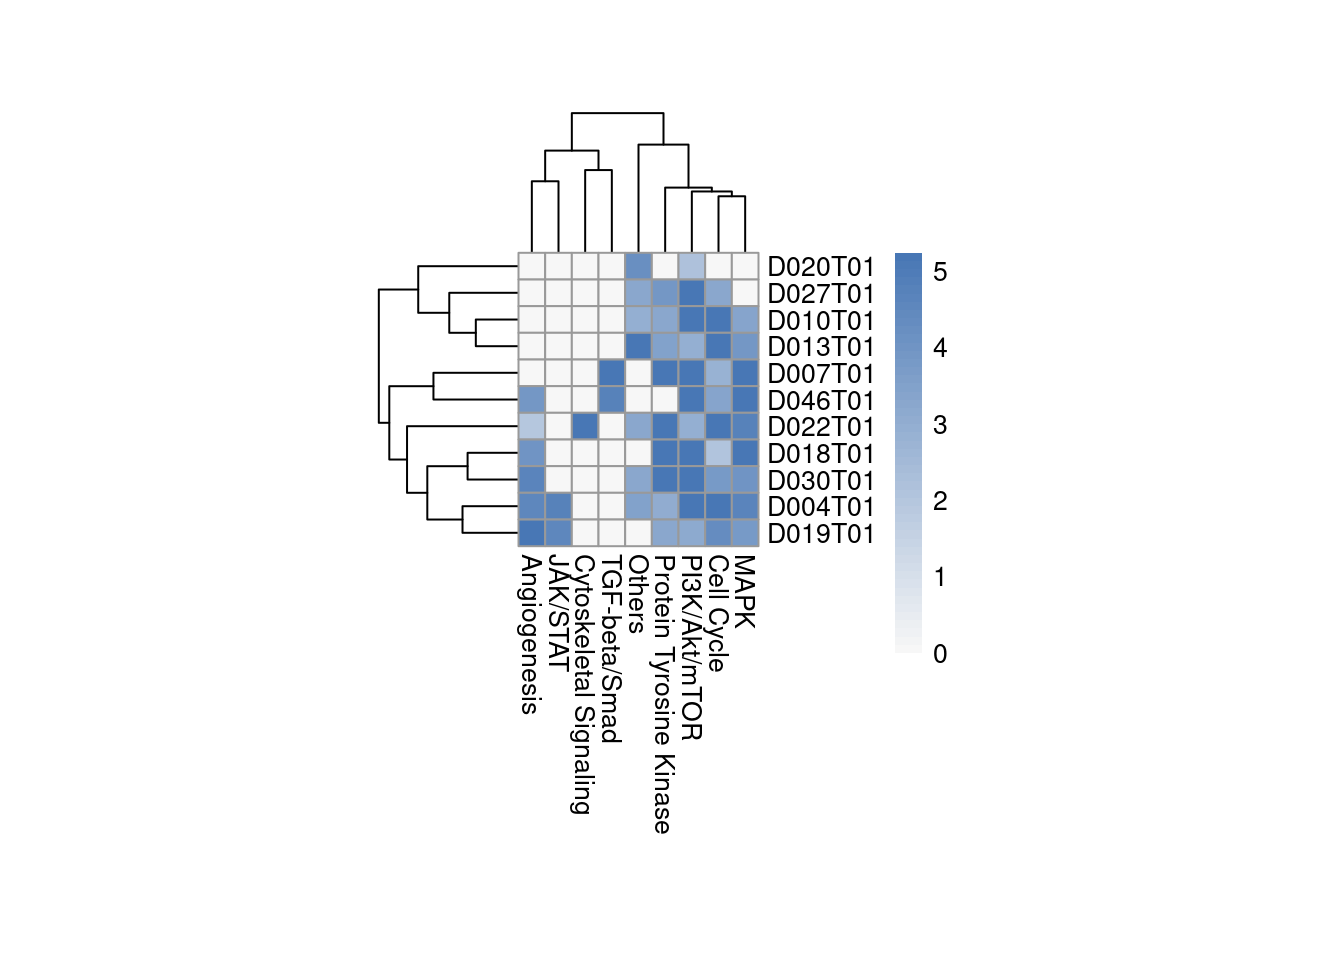 D020T01
D027T01
D010T01
D013T01
D007T01
D046T01
D022T01
D018T01
D030T01
D004T01
D019T01
5
4
3
2
1
0
Angiogenesis
JAK/STAT
Cytoskeletal Signaling
TGF-beta/Smad
Others
Protein Tyrosine Kinase
PI3K/Akt/mTOR
Cell Cycle
MAPK